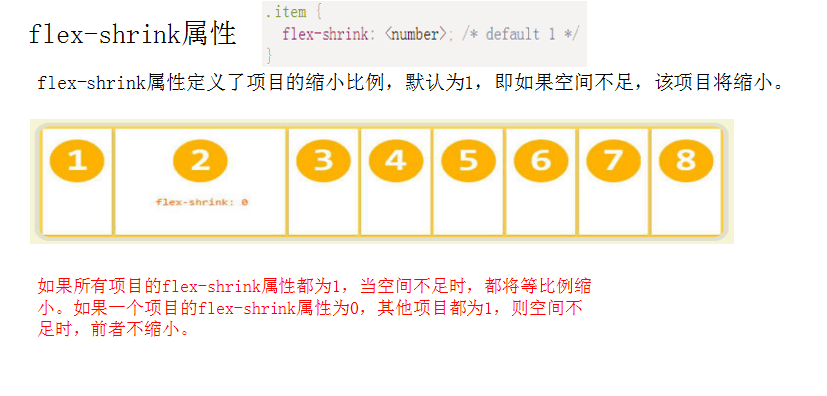 flex-shrink属性
.item {
flex-shrink: <number>; /* default 1 */
}
flex-shrink属性定义了项目的缩小比例，默认为1，即如果空间不足，该项目将缩小。
1 2 3 4 5 6 7 8
flex-shrink: 0
如果所有项目的flex-shrink属性都为1，当空间不足时，都将等比例缩
小。如果一个项目的flex-shrink属性为0，其他项目都为1，则空间不
足时，前者不缩小。